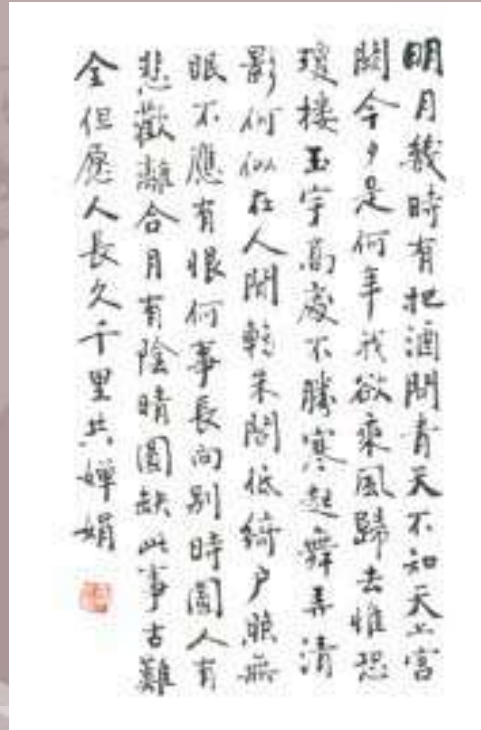 明月幾時有把酒問青天不知天上宮
闕今夕是何年我欲乘風歸去惟恐
瓊樓玉宇高處不勝寒起舞弄清
影何似在人間轉朱閣低綺户照無
眠不應有恨何事長向別時圓人有
悲歡離合月有陰晴圓缺此事古難
全但愿人長久千里共嬋娟